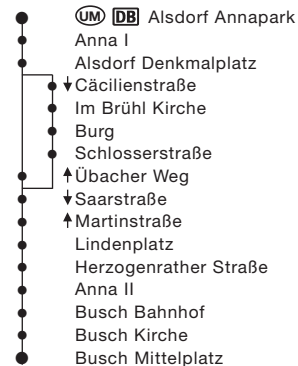 UM DB Alsdorf Annapark
Anna I
Alsdorf Denkmalplatz
↓Cäcilienstraße
Im Brühl Kirche
Burg
Schlosserstraße
↑Übacher Weg
↓Saarstraße
↑Martinstraße
Lindenplatz
Herzogenrather Straße
Anna II
Busch Bahnhof
Busch Kirche
Busch Mittelplatz